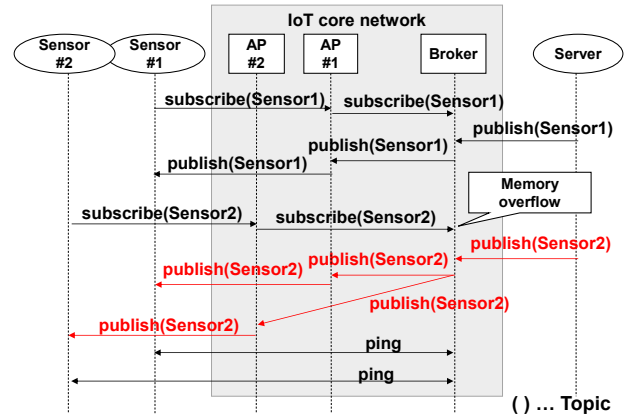 IoT core network
Sensor
#2
Sensor
#1
AP
#2
AP
#1
Broker
Server
subscribe(Sensor1)
subscribe(Sensor1)
publish(Sensor1)
publish(Sensor1)
publish(Sensor1)
Memory
overflow
subscribe(Sensor2)
subscribe(Sensor2)
publish(Sensor2)
publish(Sensor2)
publish(Sensor2)
publish(Sensor2)
publish(Sensor2)
ping
ping
( ) ... Topic